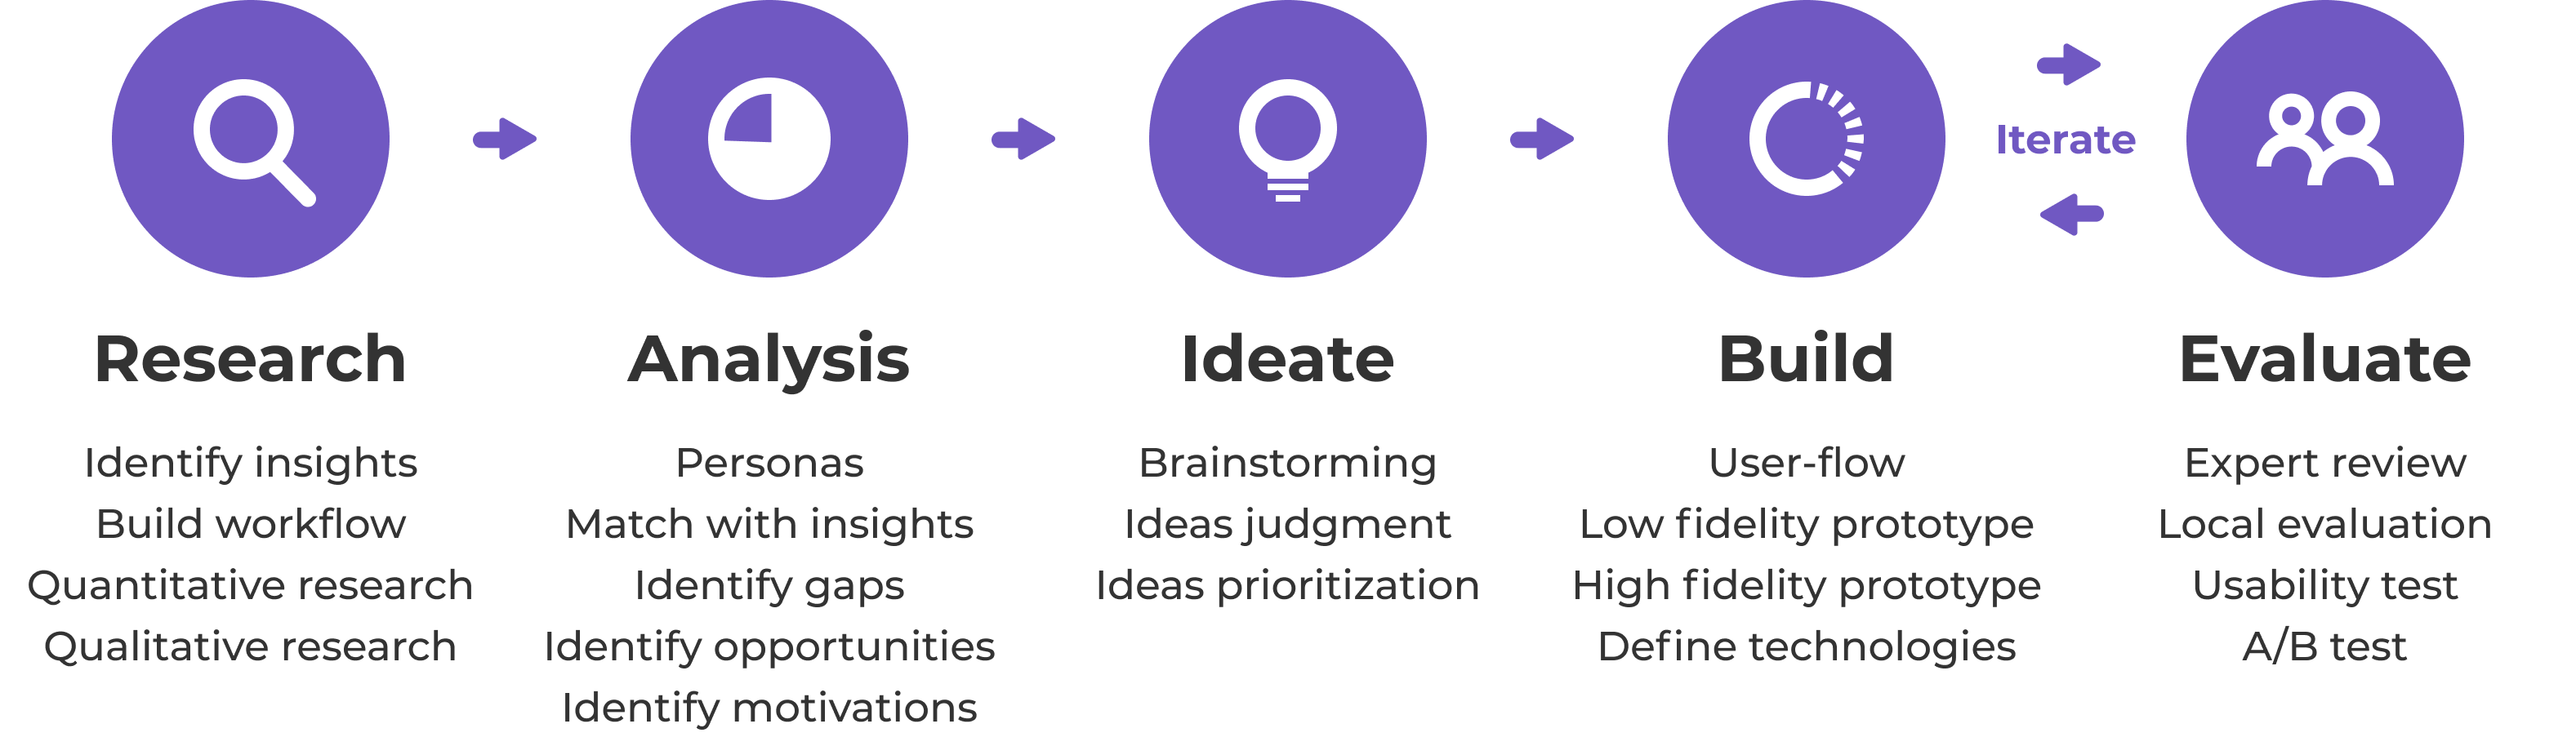 Iterate
Research
Identify insights
Build workflow
Quantitative research
Qualitative research
Analysis
Personas
Match with insights
Identify gaps
Identify opportunities
Identify motivations
Ideate
Brainstorming
Ideas judgment
Ideas prioritization
Build
User-flow
Low fidelity prototype
High fidelity prototype
Define technologies
Evaluate
Expert review
Local evaluation
Usability test
A/B test